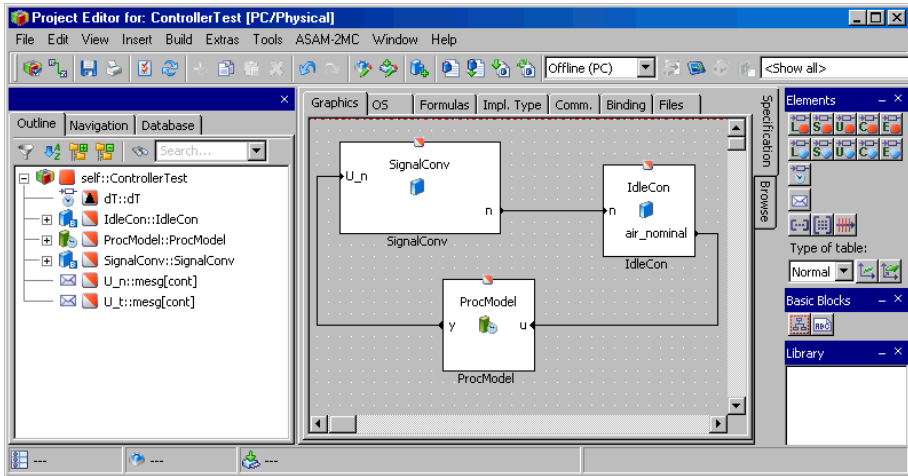 Project Editor for: ControllerTest [PC/Physical]
File Edit View Insert Build Extras Tools ASAM-2MC Window Help
Offline (PC)
<Show all>
Outline Navigation Database
Search...
self::ControllerTest
dT::dT
IdleCon::IdleCon
ProcModel::ProcModel
SignalConv::SignalConv
U_n::mesg[cont]
U_t::mesg[cont]
Graphics OS Formulas Impl. Type Comm. Binding Files
SignalConv
U_n
n
SignalConv
IdleCon
n
air_nominal
IdleCon
ProcModel
y u
ProcModel
Specification
Browse
Elements
L S U C E
L S U C E
Type of table:
Normal
Basic Blocks
ABC
Library
--- --- ---